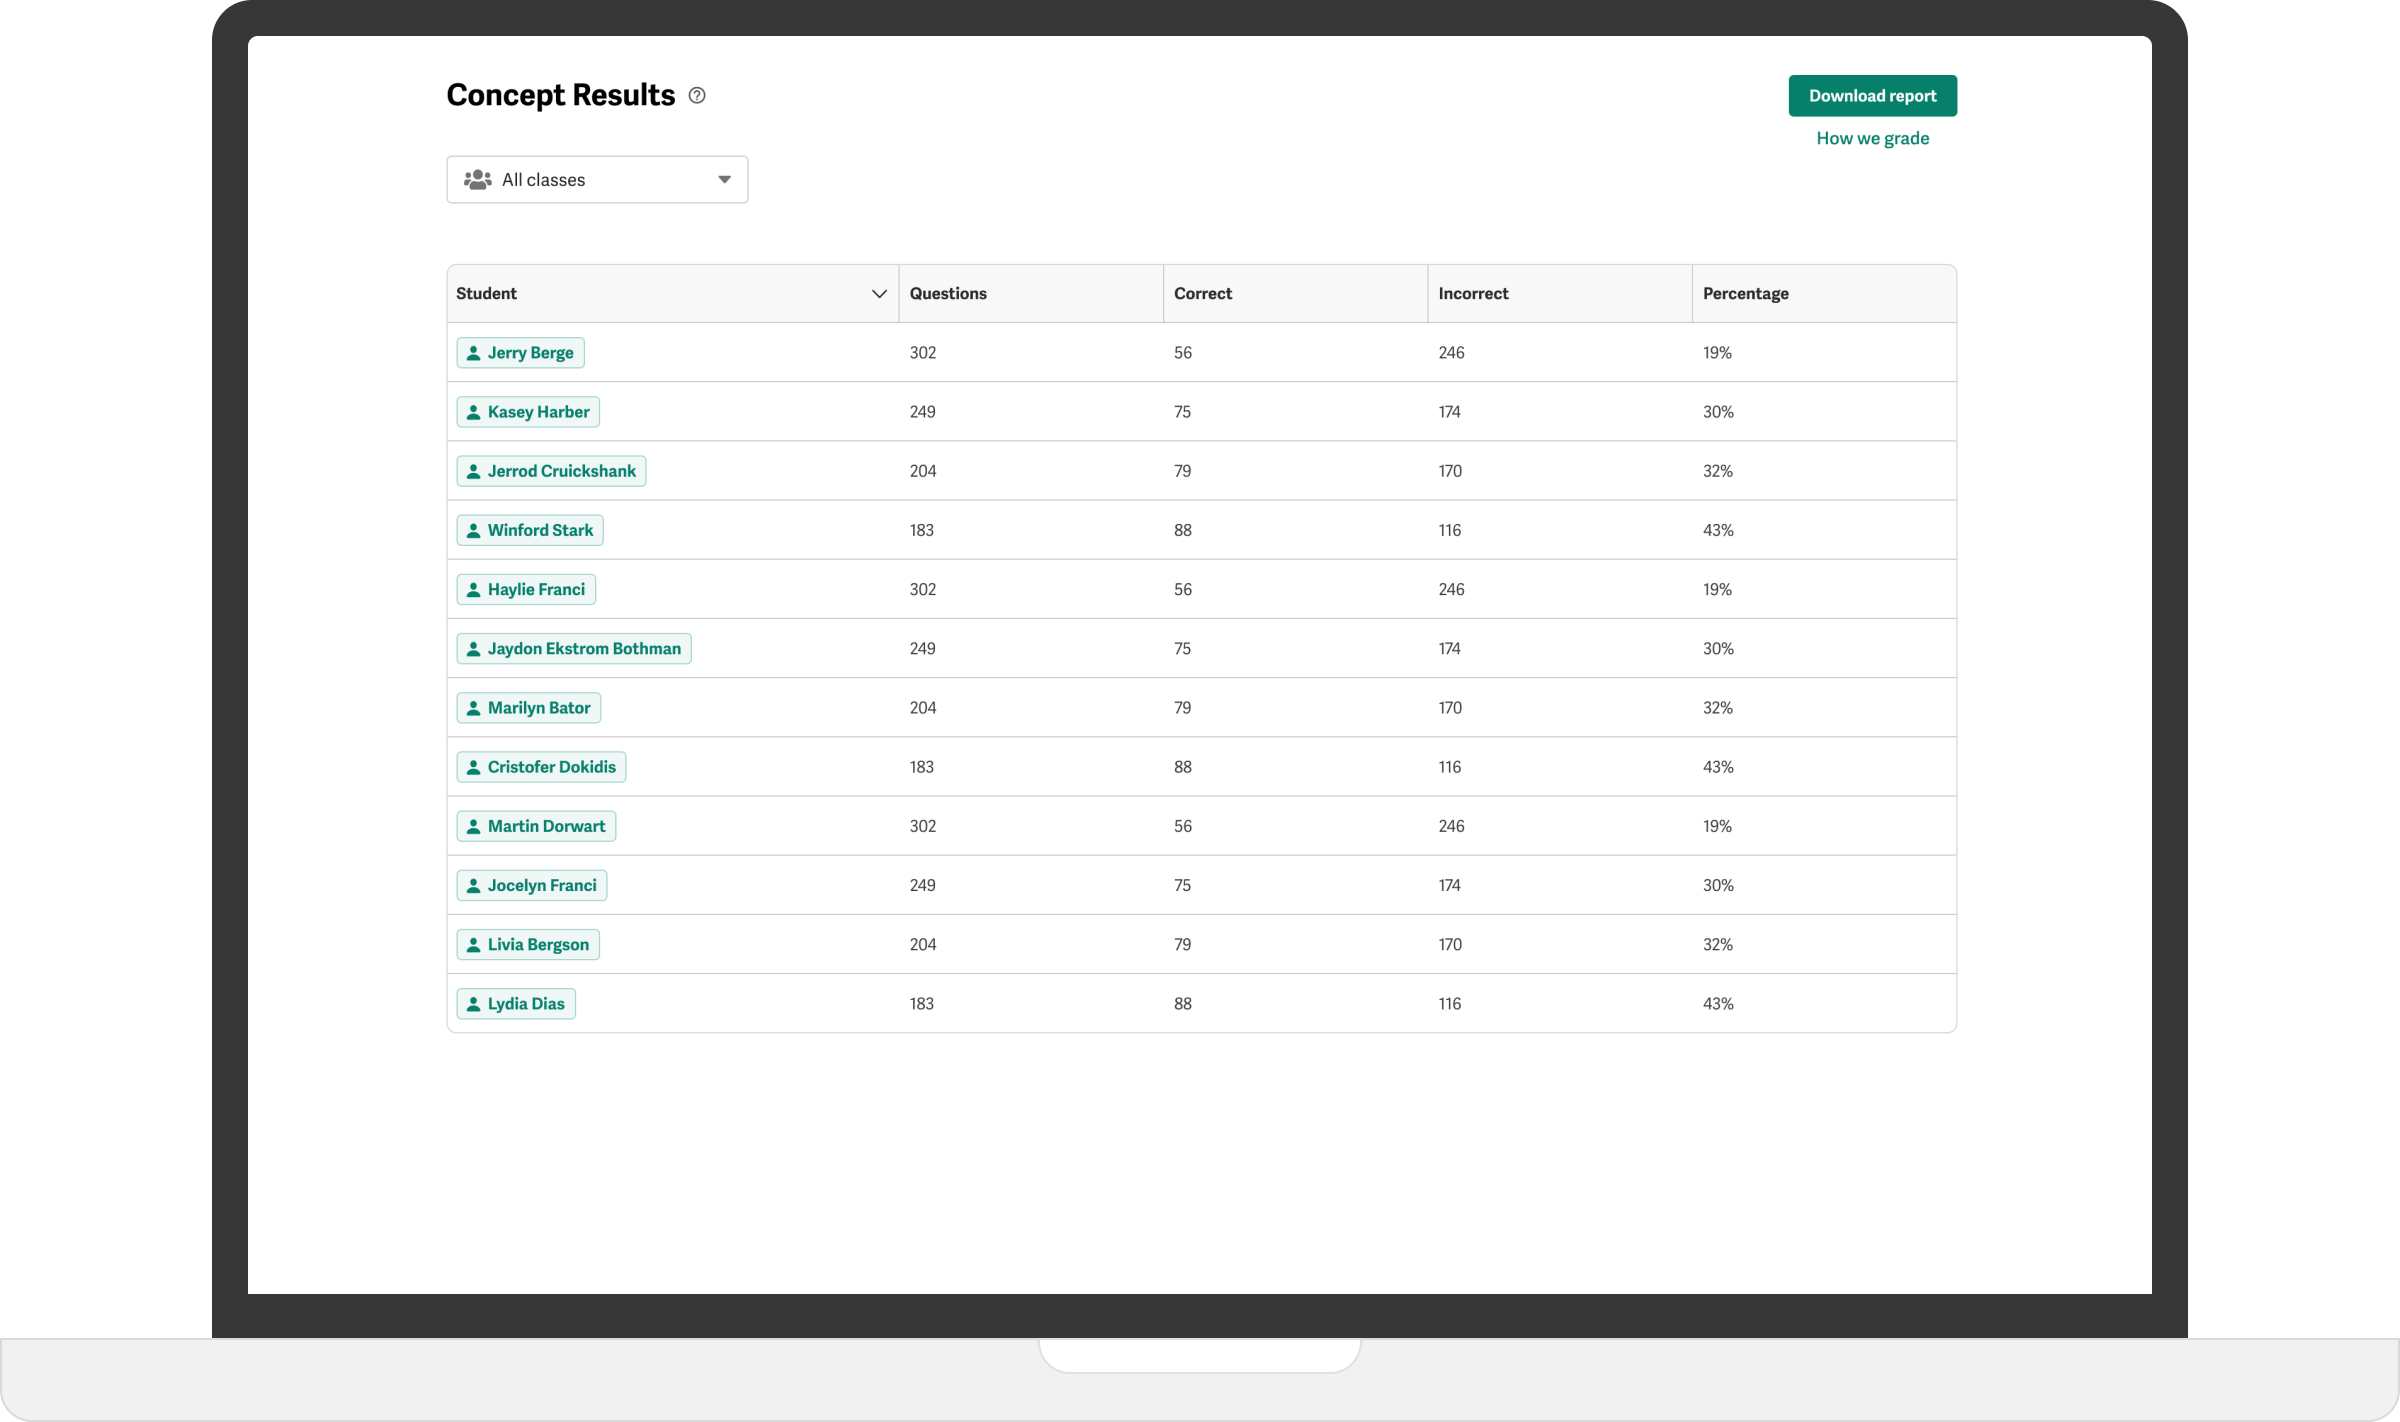 Concept Results
Download report
How we grade
All classes
Student Questions Correct Incorrect Percentage
Jerry Berge 302 56 246 19%
Kasey Harber 249 75 174 30%
Jerrod Cruickshank 204 79 170 32%
Winford Stark 183 88 116 43%
Haylie Franci 302 56 246 19%
Jaydon Ekstrom Bothman 249 75 174 30%
Marilyn Bator 204 79 170 32%
Cristofer Dokidis 183 88 116 43%
Martin Dorwart 302 56 246 19%
Jocelyn Franci 249 75 174 30%
Livia Bergson 204 79 170 32%
Lydia Dias 183 88 116 43%